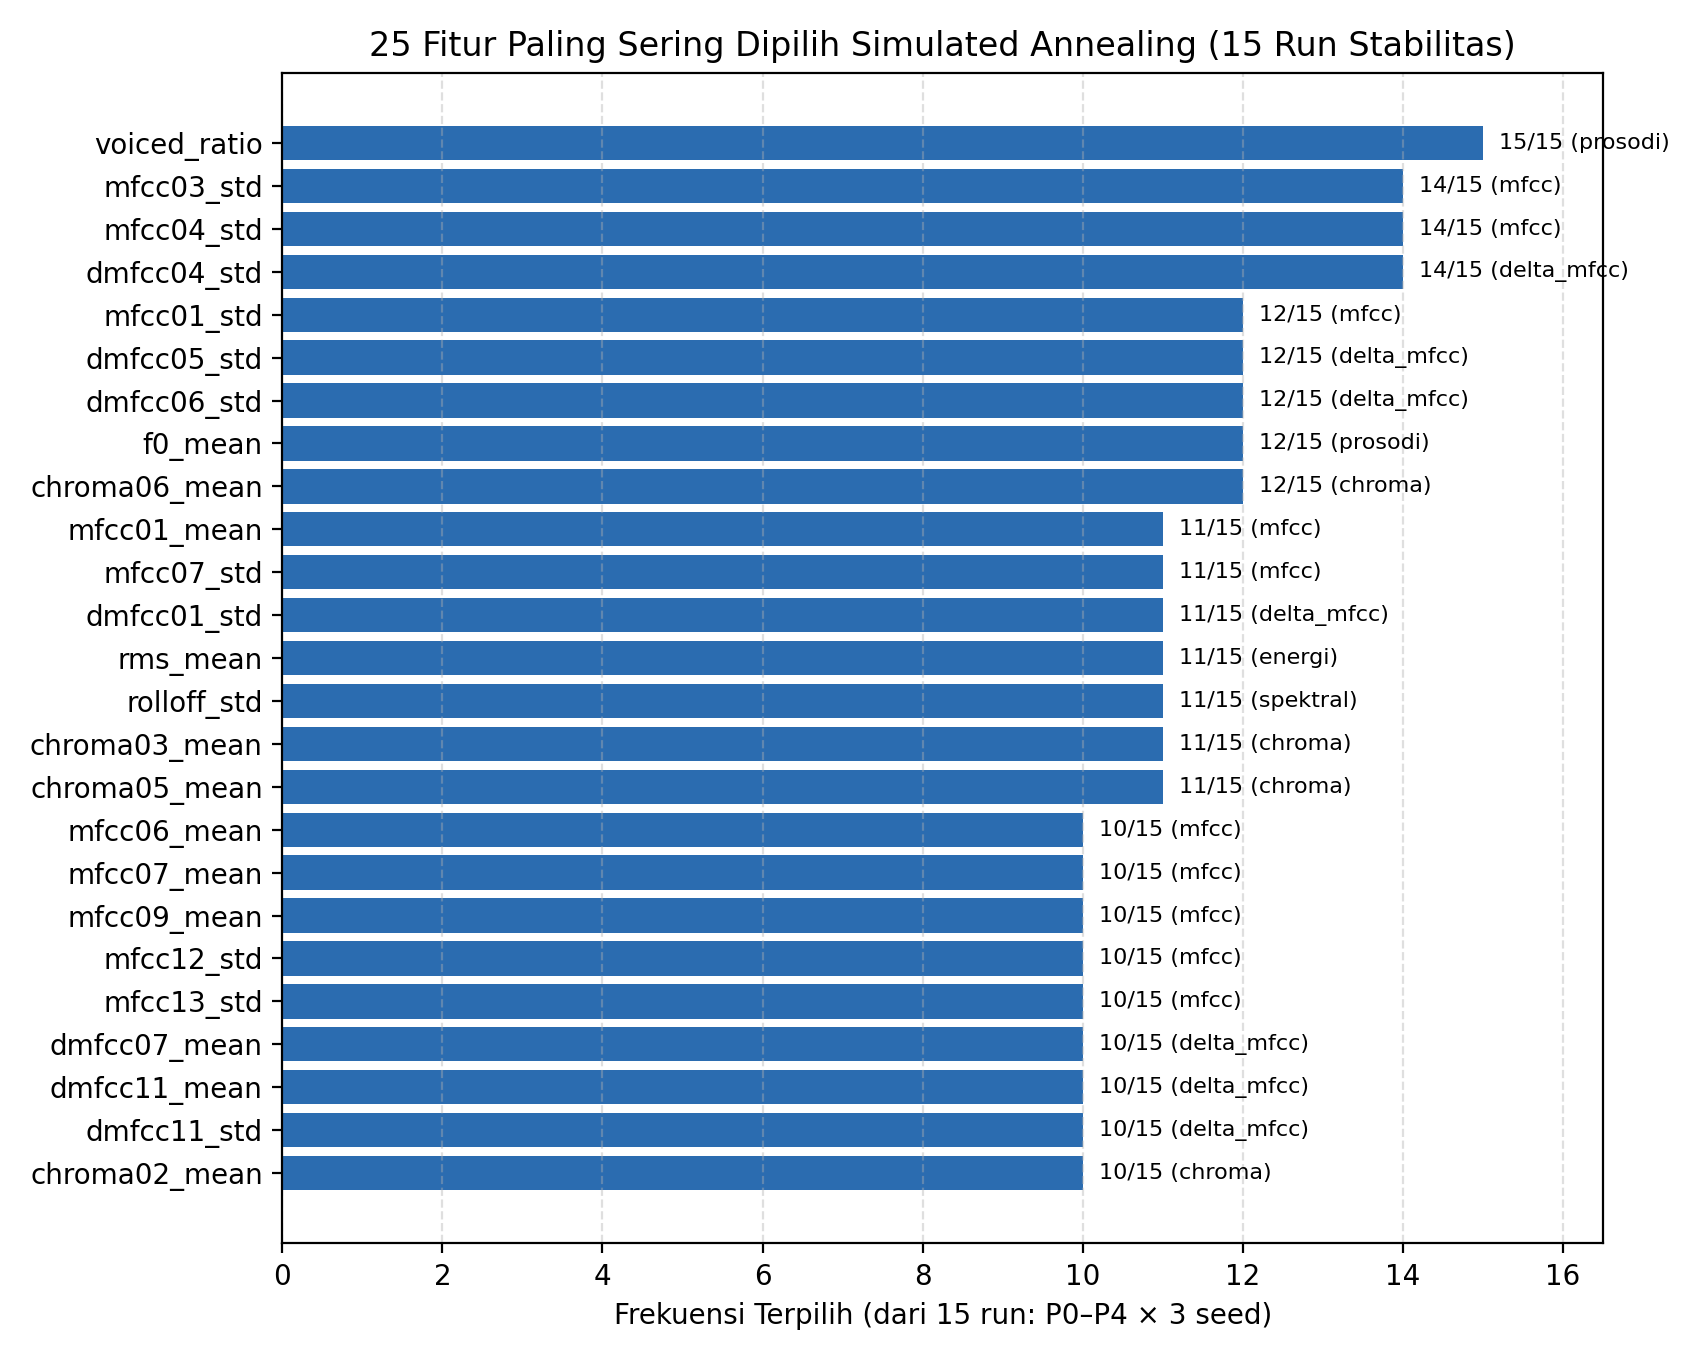 25 Fitur Paling Sering Dipilih Simulated Annealing (15 Run Stabilitas)
voiced_ratio 15/15 (prosodi)
mfcc03_std 14/15 (mfcc)
mfcc04_std 14/15 (mfcc)
dmfcc04_std 14/15 (delta_mfcc)
mfcc01_std 12/15 (mfcc)
dmfcc05_std 12/15 (delta_mfcc)
dmfcc06_std 12/15 (delta_mfcc)
f0_mean 12/15 (prosodi)
chroma06_mean 12/15 (chroma)
mfcc01_mean 11/15 (mfcc)
mfcc07_std 11/15 (mfcc)
dmfcc01_std 11/15 (delta_mfcc)
rms_mean 11/15 (energi)
rolloff_std 11/15 (spektral)
chroma03_mean 11/15 (chroma)
chroma05_mean 11/15 (chroma)
mfcc06_mean 10/15 (mfcc)
mfcc07_mean 10/15 (mfcc)
mfcc09_mean 10/15 (mfcc)
mfcc12_std 10/15 (mfcc)
mfcc13_std 10/15 (mfcc)
dmfcc07_mean 10/15 (delta_mfcc)
dmfcc11_mean 10/15 (delta_mfcc)
dmfcc11_std 10/15 (delta_mfcc)
chroma02_mean 10/15 (chroma)
0 2 4 6 8 10 12 14 16
Frekuensi Terpilih (dari 15 run: P0–P4 × 3 seed)